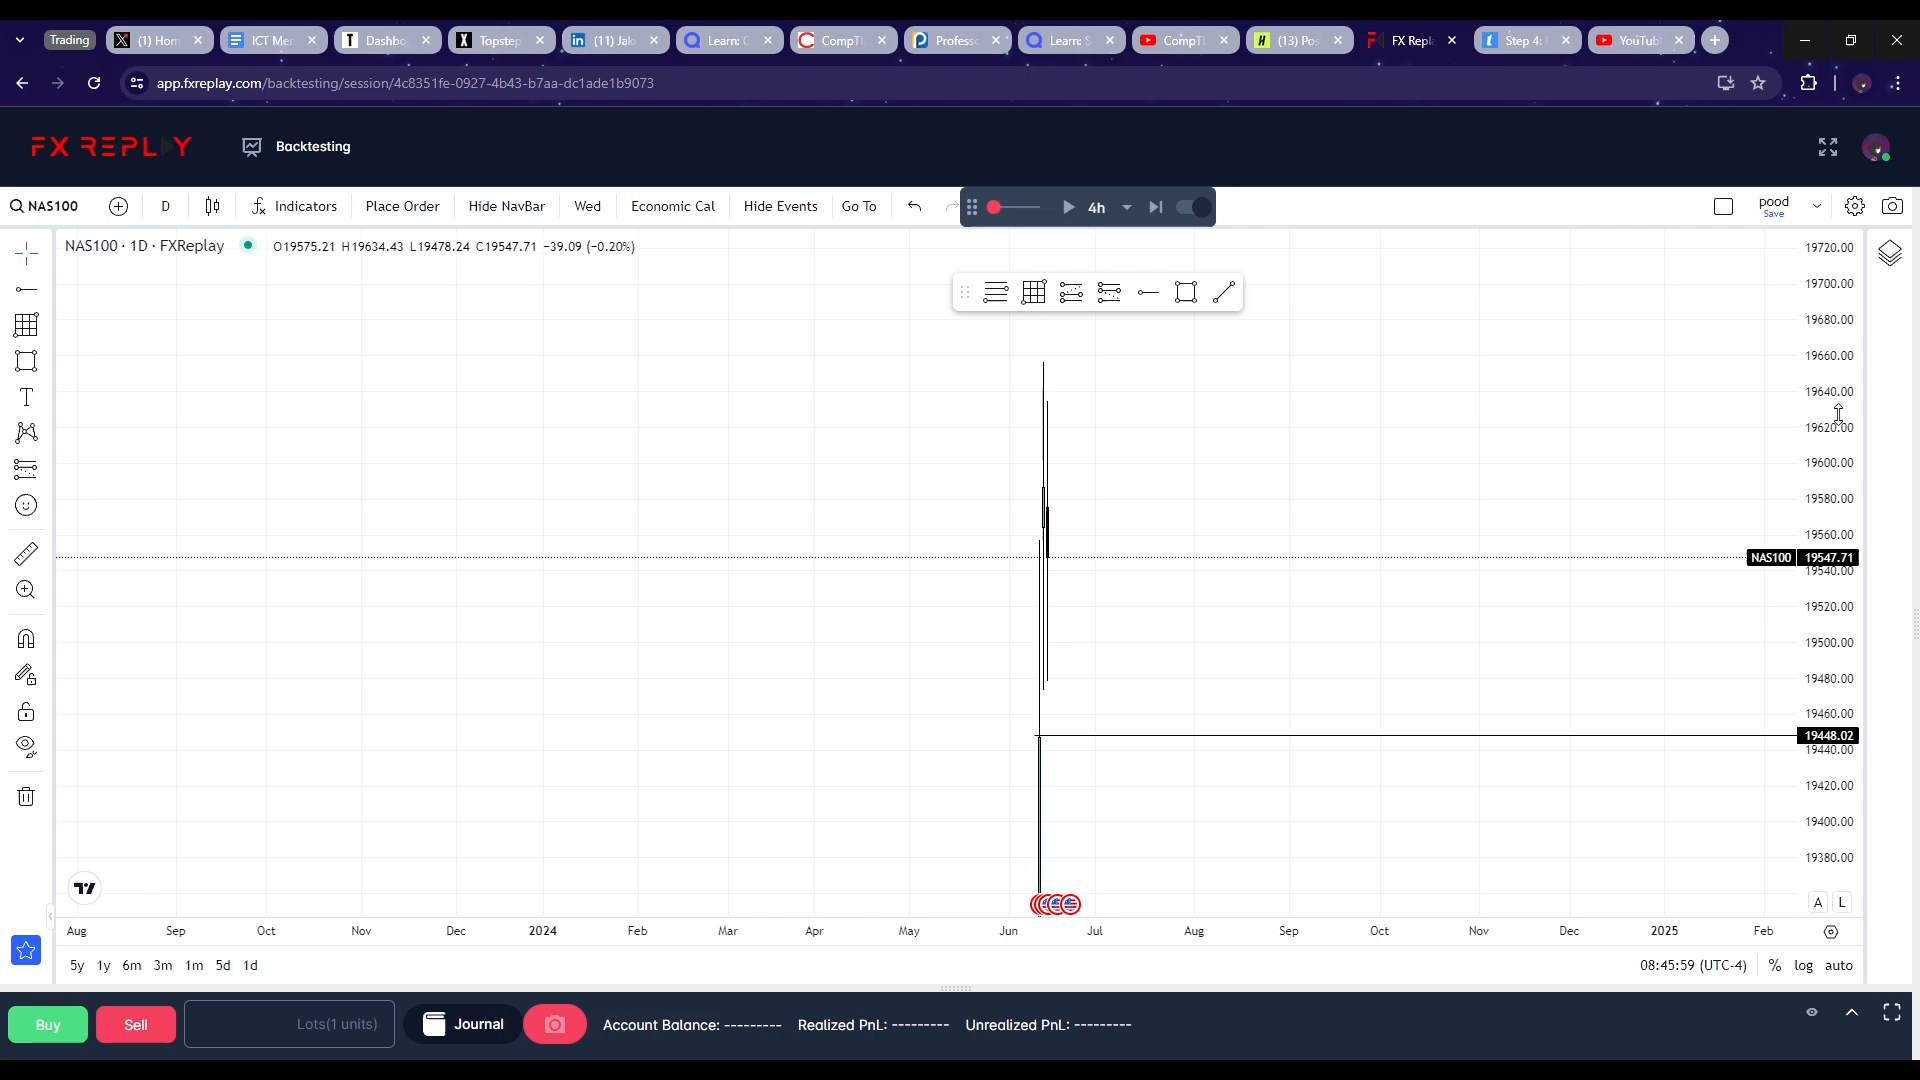 Trading (1) Hom ICT Me Dashbo Topstep (11) Jak Learn: C CompTI Profess Learn: S CompT (13) Po FX Repla Step 4: YouTub
app.fxreplay.com/backtesting/session/4c8351fe-0927-4b43-b7aa-dc1ade1b9073
FX REPLAY Backtesting
NAS100 D Indicators Place Order Hide NavBar Wed Economic Cal Hide Events Go To 4h pood
Save
NAS100 · 1D · FXReplay O19575.21 H19634.43 L19478.24 C19547.71 −39.09 (−0.20%)
19720.00
19700.00
19680.00
19660.00
19640.00
19620.00
19600.00
19580.00
19560.00
NAS100 19547.71
19540.00
19520.00
19500.00
19480.00
19460.00
19448.02
19440.00
19420.00
19400.00
19380.00
A L
Aug Sep Oct Nov Dec 2024 Feb Mar Apr May Jun Jul Aug Sep Oct Nov Dec 2025 Feb
5y 1y 6m 3m 1m 5d 1d 08:45:59 (UTC-4) % log auto
Buy Sell Lots(1 units) Journal Account Balance: --------- Realized PnL: --------- Unrealized PnL: ---------